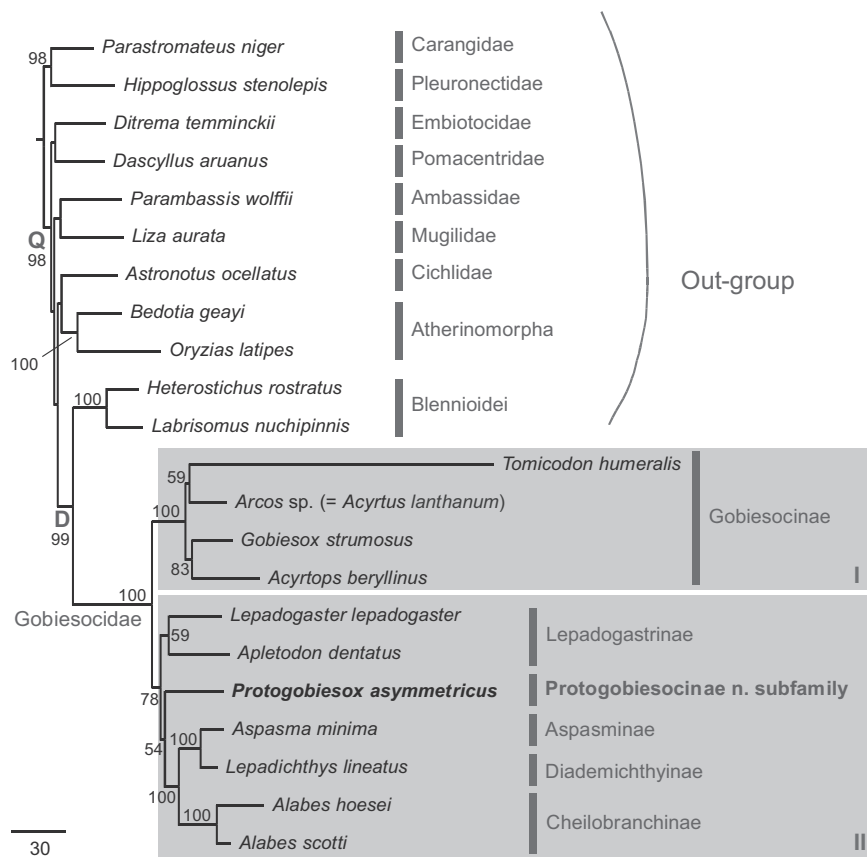 98
Parastromateus niger
Carangidae
Hippoglossus stenolepis
Pleuronectidae
Ditrema temminckii
Embiotocidae
Dascyllus aruanus
Pomacentridae
Parambassis wolffii
Ambassidae
Q
98
Liza aurata
Mugilidae
Astronotus ocellatus
Cichlidae
Out-group
Bedotia geayi
Atherinomorpha
Oryzias latipes
100
Heterostichus rostratus
100
Blennioidei
Labrisomus nuchipinnis
Tomicodon humeralis
59
Arcos sp. (= Acyrtus lanthanum)
100
Gobiesocinae
D
99
Gobiesox strumosus
83
Acyrtops beryllinus
I
100
Gobiesocidae
Lepadogaster lepadogaster
59
Lepadogastrinae
Apletodon dentatus
78
Protogobiesox asymmetricus
Protogobiesocinae n. subfamily
54
Aspasma minima
Aspasminae
100
Lepadichthys lineatus
Diademichthyinae
100
Alabes hoesei
100
Cheilobranchinae
Alabes scotti
II
30